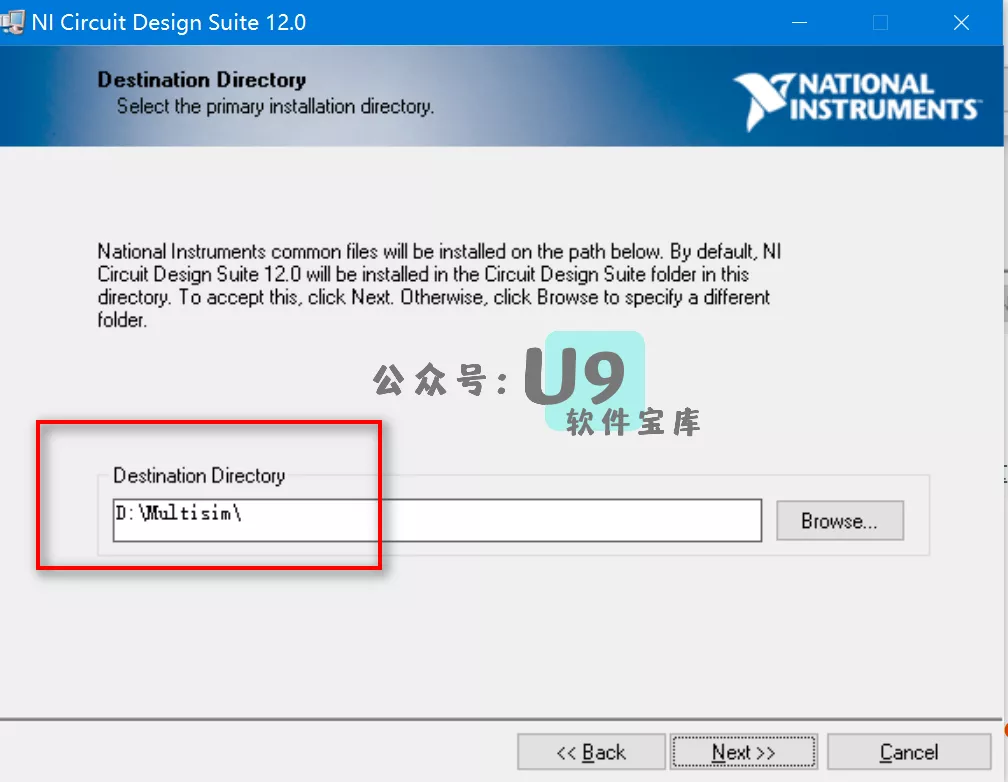 NI Circuit Design Suite 12.0
Destination Directory
Select the primary installation directory.
NATIONAL
INSTRUMENTS
National Instruments common files will be installed on the path below. By default, NI
Circuit Design Suite 12.0 will be installed in the Circuit Design Suite folder in this
directory. To accept this, click Next. Otherwise, click Browse to specify a different
folder.
公众号:U9
软件宝库
Destination Directory
D:\Multisim\
Browse...
<< Back
Next >>
Cancel